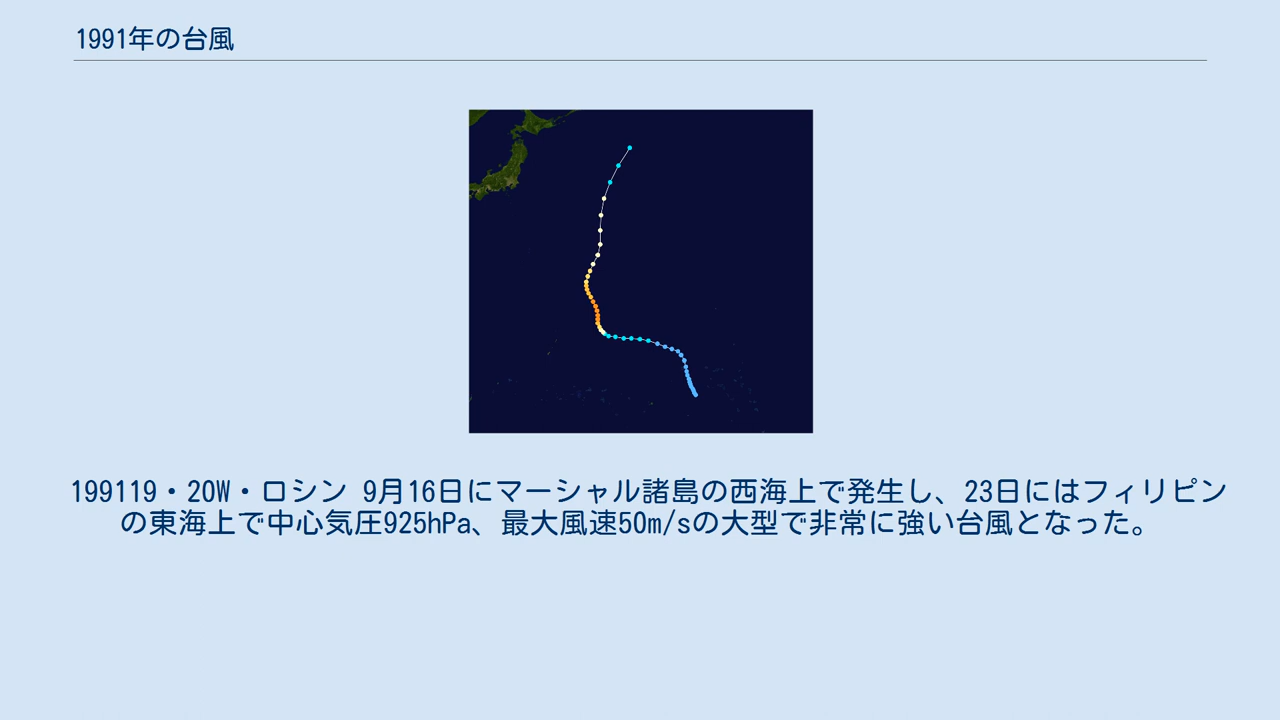 1991年の台風
199119・20W・ロシン 9月16日にマーシャル諸島の西海上で発生し、23日にはフィリピン
の東海上で中心気圧925hPa、最大風速50m/sの大型で非常に強い台風となった。